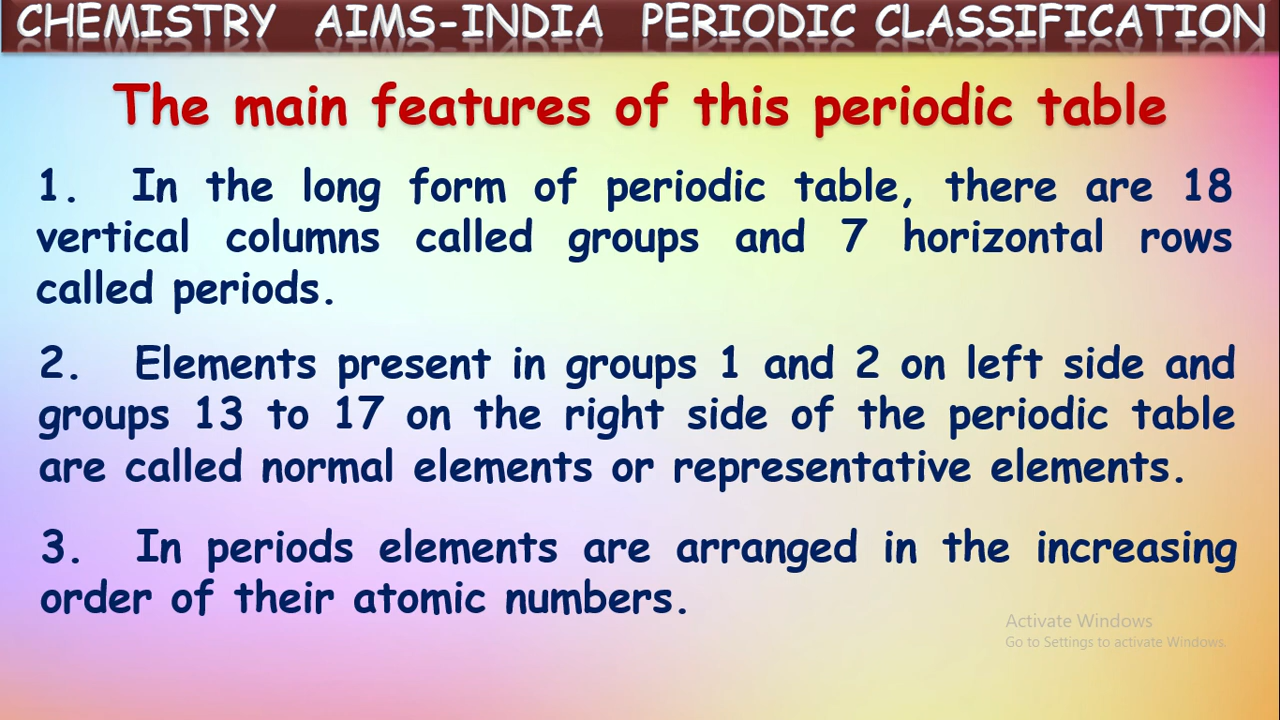 CHEMISTRY AIMS-INDIA PERIODIC CLASSIFICATION
The main features of this periodic table
1. In the long form of periodic table, there are 18
vertical columns called groups and 7 horizontal rows
called periods.
2. Elements present in groups 1 and 2 on left side and
groups 13 to 17 on the right side of the periodic table
are called normal elements or representative elements.
3. In periods elements are arranged in the increasing
order of their atomic numbers.
Activate Windows
Go to Settings to activate Windows.